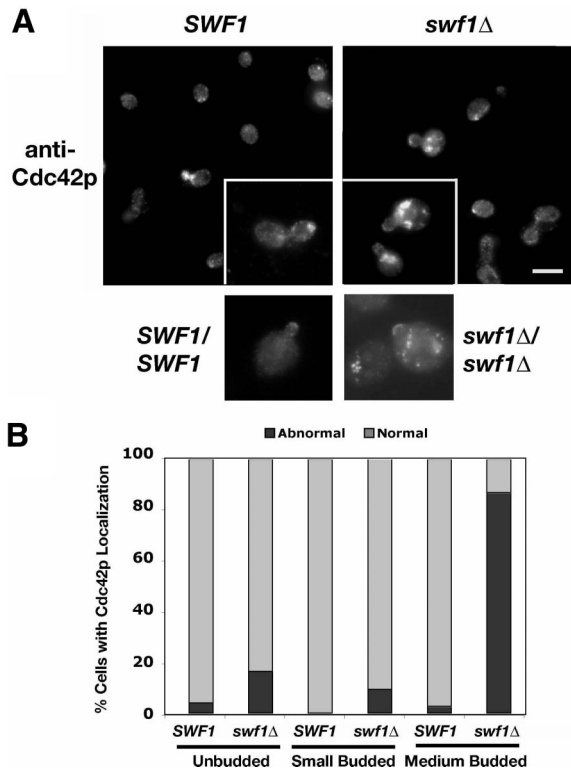 A
SWF1 swf1Δ
anti-
Cdc42p
SWF1/
SWF1
swf1Δ/
swf1Δ
B
Abnormal Normal
% Cells with Cdc42p Localization
100
80
60
40
20
0
SWF1 swf1Δ SWF1 swf1Δ SWF1 swf1Δ
Unbudded Small Budded Medium Budded